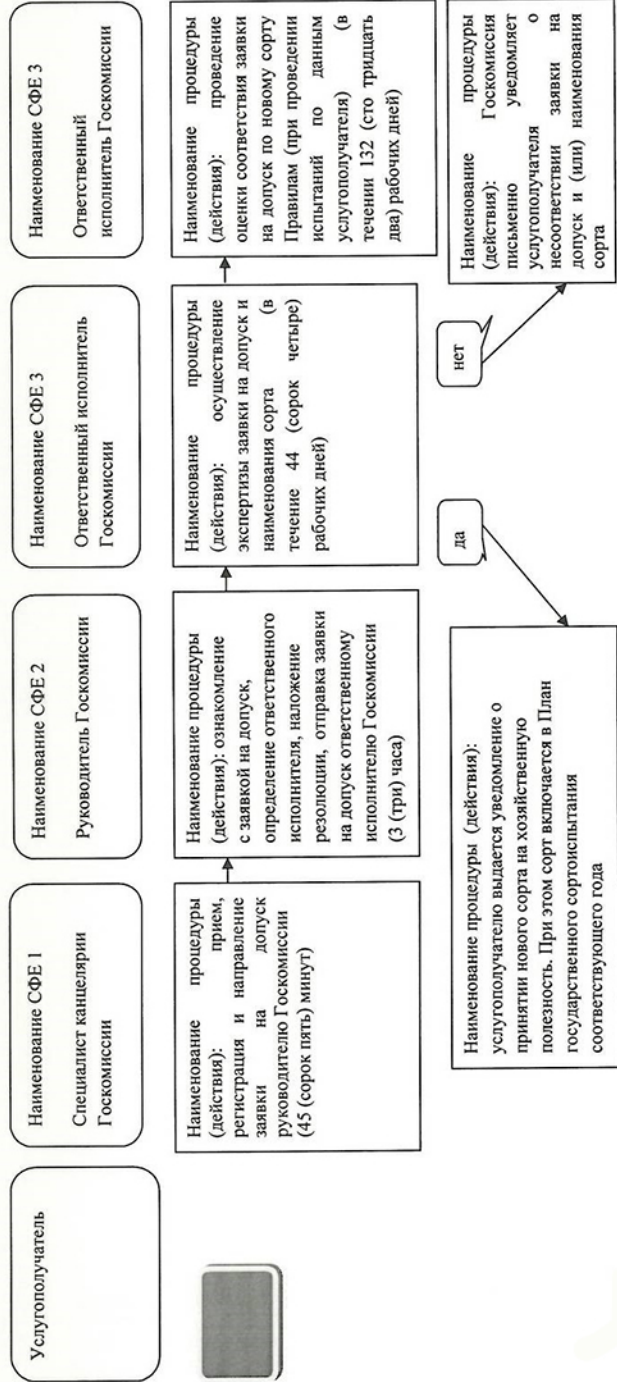 Услугополучатель
Наименование СФЕ 1
Специалист канцелярии
Госкомиссии
Наименование СФЕ 2
Руководитель Госкомиссии
Наименование СФЕ 3
Ответственный исполнитель
Госкомиссии
Наименование СФЕ 3
Ответственный
исполнитель Госкомиссии
Наименование процедуры
(действия): прием,
регистрация и направление
заявки на допуск
руководителю Госкомиссии
(45 (сорок пять) минут)
Наименование процедуры
(действия): ознакомление
с заявкой на допуск,
определение ответственного
исполнителя, наложение
резолюции, отправка заявки
на допуск ответственному
исполнителю Госкомиссии
(3 (три) часа)
Наименование процедуры
(действия): осуществление
экспертизы заявки на допуск и
наименования сорта (в
течение 44 (сорок четыре)
рабочих дней)
Наименование процедуры
(действия): проведение
оценки соответствия заявки
на допуск по новому сорту
Правилам (при проведении
испытаний по данным
услугополучателя) (в
течении 132 (сто тридцать
два) рабочих дней)
да
нет
Наименование процедуры (действия):
услугополучателю выдается уведомление о
принятии нового сорта на хозяйственную
полезность. При этом сорт включается в План
государственного сортоиспытания
соответствующего года
Наименование процедуры
(действия): Госкомиссия
письменно уведомляет
услугополучателя о
несоответствии заявки на
допуск и (или) наименования
сорта